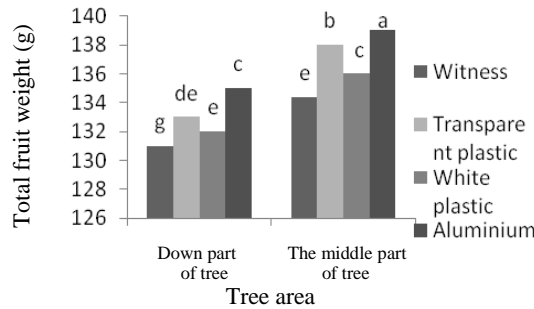 Total fruit weight (g)
140
138
136
134
132
130
128
126
g
de
e
c
e
b
c
a
Down part
of tree
The middle part
of tree
Tree area
Witness
Transpare
nt plastic
White
plastic
Aluminium